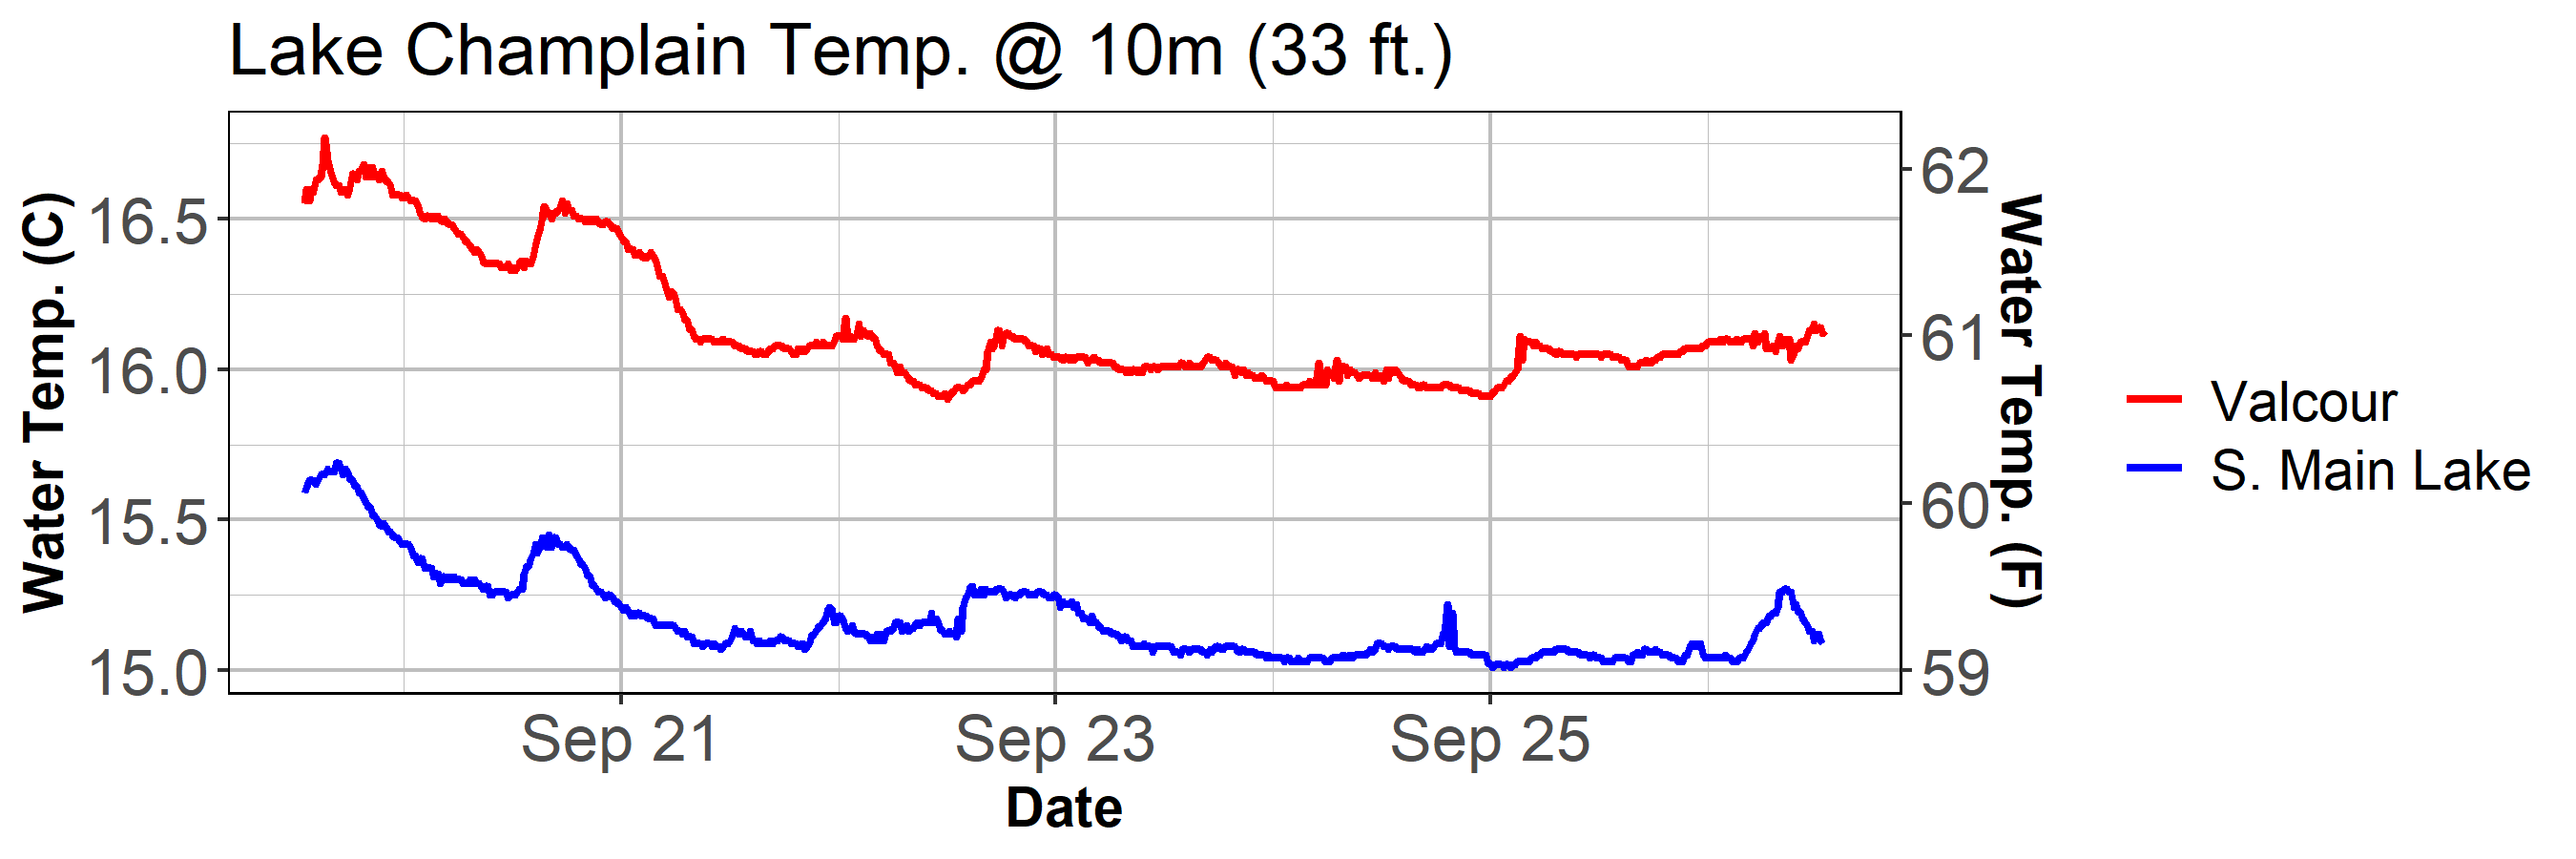 Lake Champlain Temp. @ 10m (33 ft.)
Water Temp. (C)
16.5
16.0
15.5
15.0
62
61
60
59
Water Temp. (F)
Sep 21
Sep 23
Sep 25
Date
Valcour
S. Main Lake